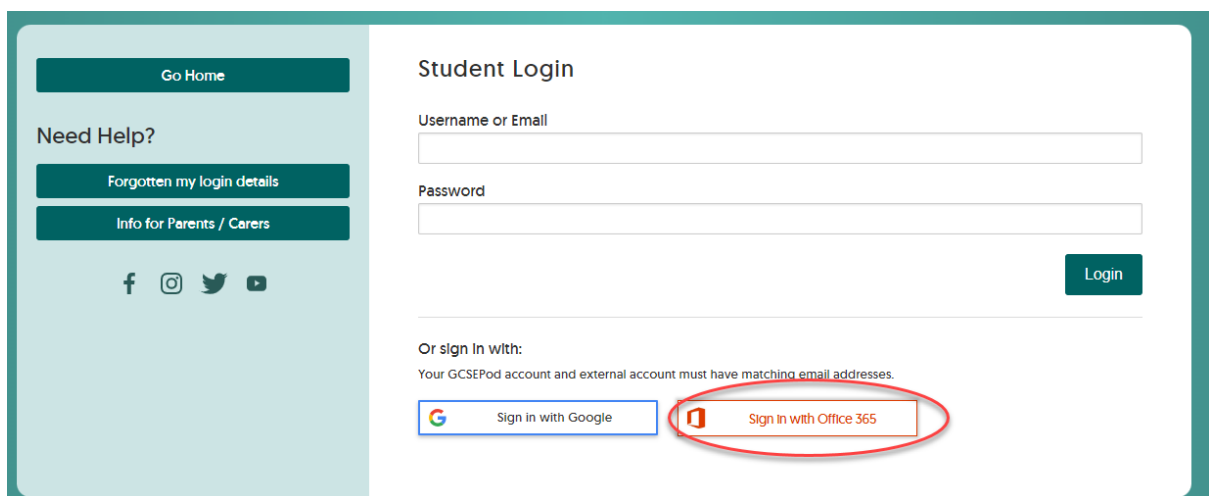 Go Home
Need Help?
Forgotten my login details
Info for Parents / Carers
Student Login
Username or Email
Password
Login
Or sign in with:
Your GCSEPod account and external account must have matching email addresses.
Sign in with Google
Sign in with Office 365